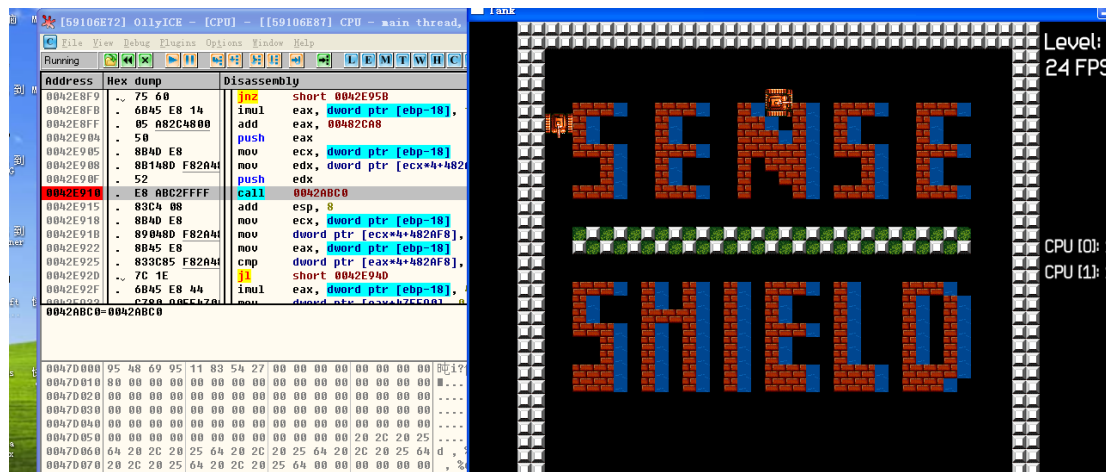 [59106E72] OllyICE - [CPU] - [[59106E87] CPU - main thread,
Tank
C File View Debug Plugins Options Window Help
Running L E M T W H C
Address Hex dump Disassembly
0042E8F9 . 75 60 jnz short 0042E95B
0042E8FB . 6B45 E8 14 imul eax, dword ptr [ebp-18],
0042E8FF . 05 A82C4800 add eax, 00482CA8
0042E904 . 50 push eax
0042E905 . 8B4D E8 mov ecx, dword ptr [ebp-18]
0042E908 . 8B148D F82A48 mov edx, dword ptr [ecx*4+482A
0042E90F . 52 push edx
0042E910 . E8 ABC2FFFF call 0042ABC0
0042E915 . 83C4 08 add esp, 8
0042E918 . 8B4D E8 mov ecx, dword ptr [ebp-18]
0042E91B . 89048D F82A48 mov dword ptr [ecx*4+482AF8],
0042E922 . 8B45 E8 mov eax, dword ptr [ebp-18]
0042E925 . 833C85 F82A48 cmp dword ptr [eax*4+482AF8],
0042E92D . 7C 1E jl short 0042E94D
0042E92F . 6B45 E8 44 imul eax, dword ptr [ebp-18],
0042ABC0=0042ABC0
0047D000 95 48 69 95 11 83 54 27 00 00 00 00 00 00 00 00
0047D010 80 00 00 00 00 00 00 00 00 00 00 00 00 00 00 00 ....
0047D020 00 00 00 00 00 00 00 00 00 00 00 00 00 00 00 00 ....
0047D030 00 00 00 00 00 00 00 00 00 00 00 00 00 00 00 00 ....
0047D040 00 00 00 00 00 00 00 00 00 00 00 00 00 00 00 00 ....
0047D050 00 00 00 00 00 00 00 00 00 00 00 00 20 2C 20 25 ....
0047D060 64 20 2C 20 25 64 20 2C 20 25 64 20 2C 20 25 64 d , %
0047D070 20 2C 20 25 64 20 2C 20 25 64 00 00 00 00 00 00 , %
Level:
24 FPS
SENSE
SHIELD
CPU [0]:
CPU [1]: